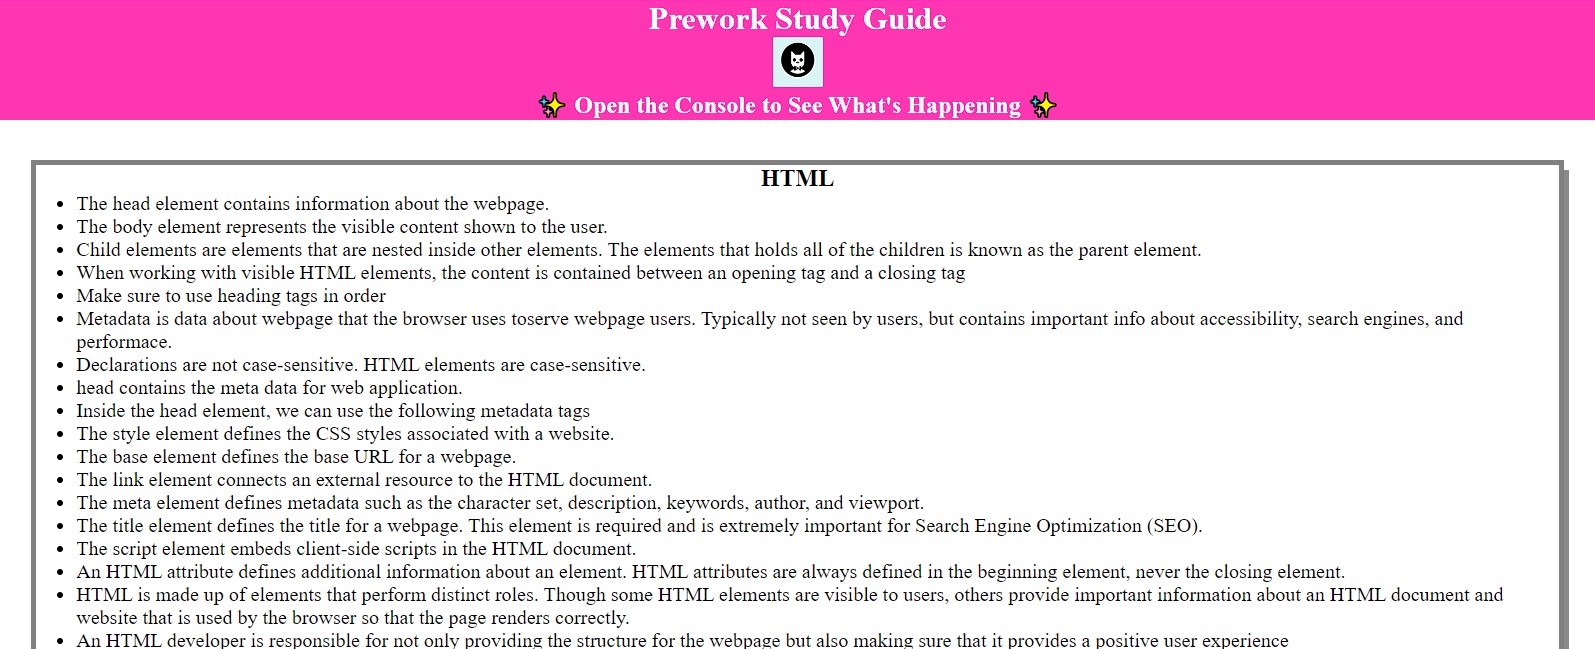 Prework Study Guide
✨ Open the Console to See What's Happening ✨
HTML
• The head element contains information about the webpage.
• The body element represents the visible content shown to the user.
• Child elements are elements that are nested inside other elements. The elements that holds all of the children is known as the parent element.
• When working with visible HTML elements, the content is contained between an opening tag and a closing tag
• Make sure to use heading tags in order
• Metadata is data about webpage that the browser uses toserve webpage users. Typically not seen by users, but contains important info about accessibility, search engines, and
performace.
• Declarations are not case-sensitive. HTML elements are case-sensitive.
• head contains the meta data for web application.
• Inside the head element, we can use the following metadata tags
• The style element defines the CSS styles associated with a website.
• The base element defines the base URL for a webpage.
• The link element connects an external resource to the HTML document.
• The meta element defines metadata such as the character set, description, keywords, author, and viewport.
• The title element defines the title for a webpage. This element is required and is extremely important for Search Engine Optimization (SEO).
• The script element embeds client-side scripts in the HTML document.
• An HTML attribute defines additional information about an element. HTML attributes are always defined in the beginning element, never the closing element.
• HTML is made up of elements that perform distinct roles. Though some HTML elements are visible to users, others provide important information about an HTML document and
website that is used by the browser so that the page renders correctly.
• An HTML developer is responsible for not only providing the structure for the webpage but also making sure that it provides a positive user experience